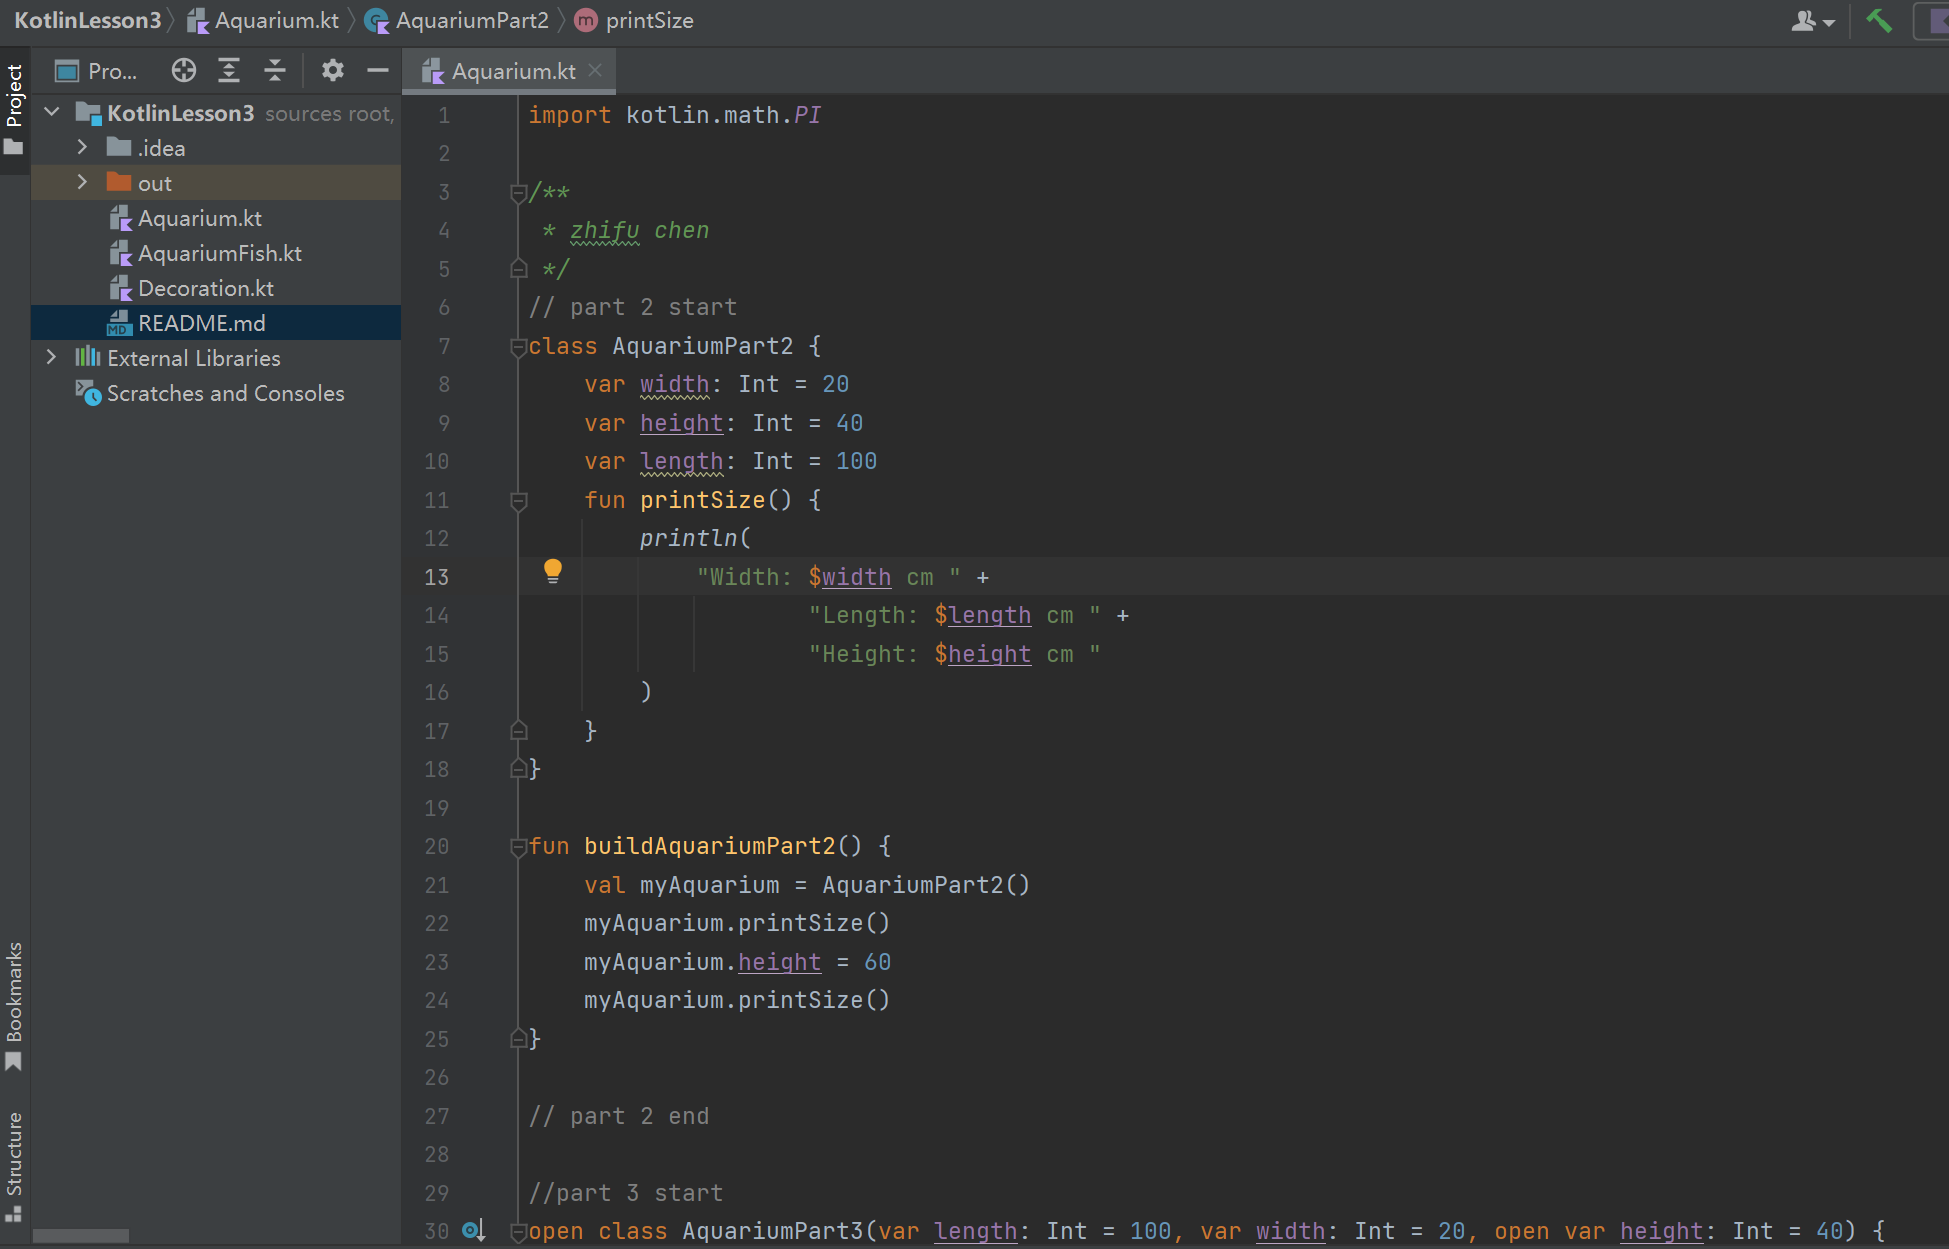 KotlinLesson3 Aquarium.kt AquariumPart2 printSize
Project
Pro...
Aquarium.kt
KotlinLesson3 sources root,
.idea
out
Aquarium.kt
AquariumFish.kt
Decoration.kt
README.md
External Libraries
Scratches and Consoles
Bookmarks
Structure
1 import kotlin.math.PI
2
3 /**
4  * zhifu chen
5  */
6 // part 2 start
7 class AquariumPart2 {
8     var width: Int = 20
9     var height: Int = 40
10     var length: Int = 100
11     fun printSize() {
12         println(
13             "Width: $width cm " +
14                     "Length: $length cm " +
15                     "Height: $height cm "
16         )
17     }
18 }
19
20 fun buildAquariumPart2() {
21     val myAquarium = AquariumPart2()
22     myAquarium.printSize()
23     myAquarium.height = 60
24     myAquarium.printSize()
25 }
26
27 // part 2 end
28
29 //part 3 start
30 open class AquariumPart3(var length: Int = 100, var width: Int = 20, open var height: Int = 40) {